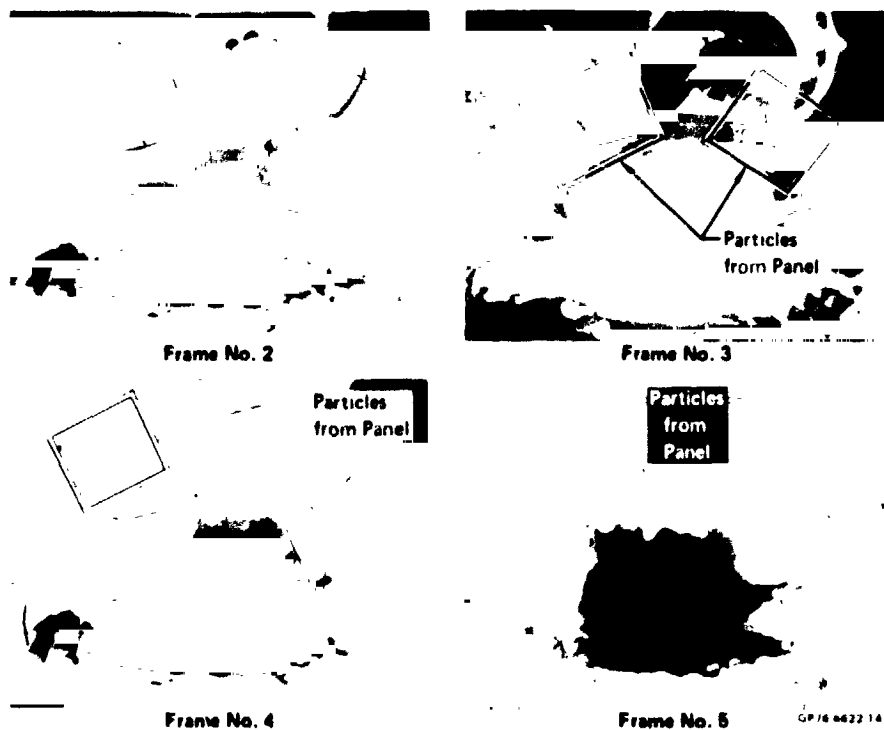 Particles
from Panel
Frame No. 2
Frame No. 3
Particles
from Panel
Particles
from
Panel
Frame No. 4
Frame No. 5